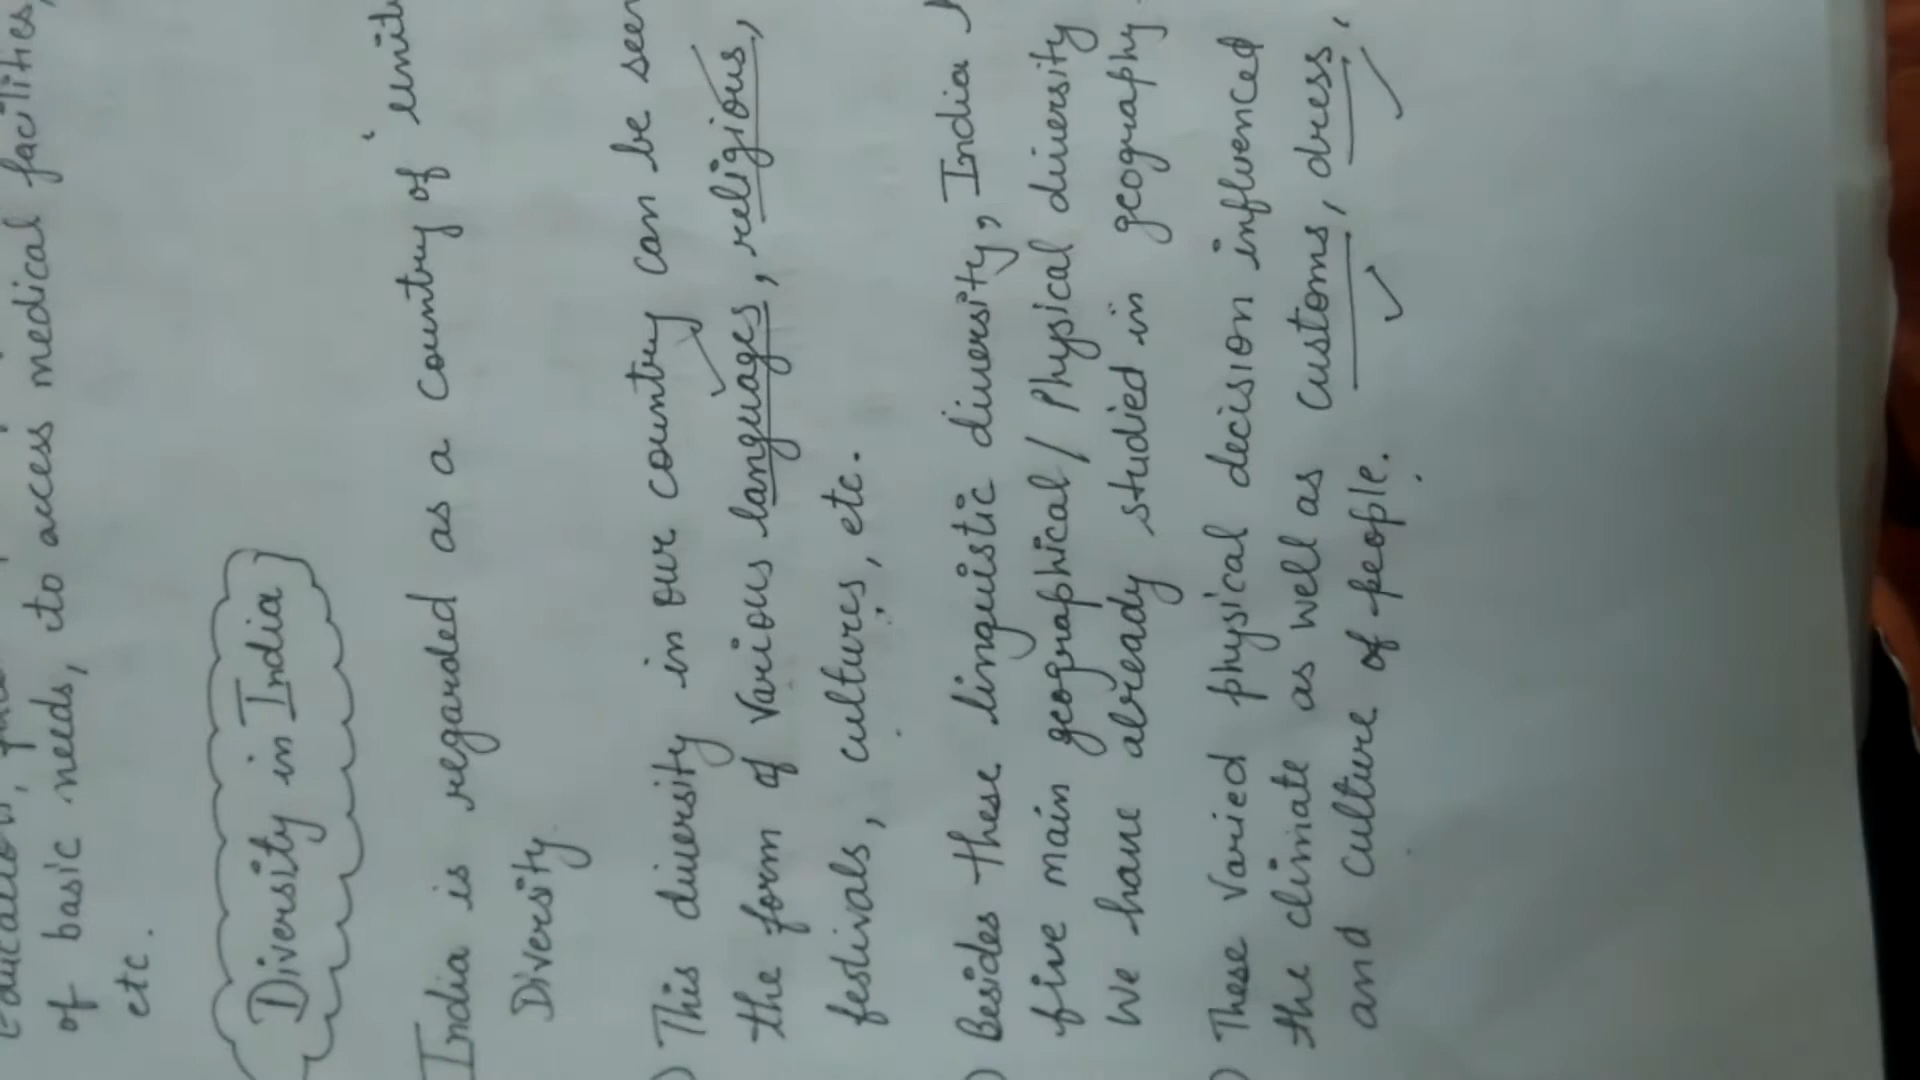 of basic needs, to access medical facilities,
etc.
Diversity in India
India is regarded as a country of 'unit
Diversity
) This diversity in our country can be seen
the form of various languages, religious,
festivals, cultures, etc.
) Besides these linguistic diversity, India
five main geographical/Physical diversity
we have already studied in geography.
) These varied physical decision influenced
the climate as well as customs, dress,
and culture of people.